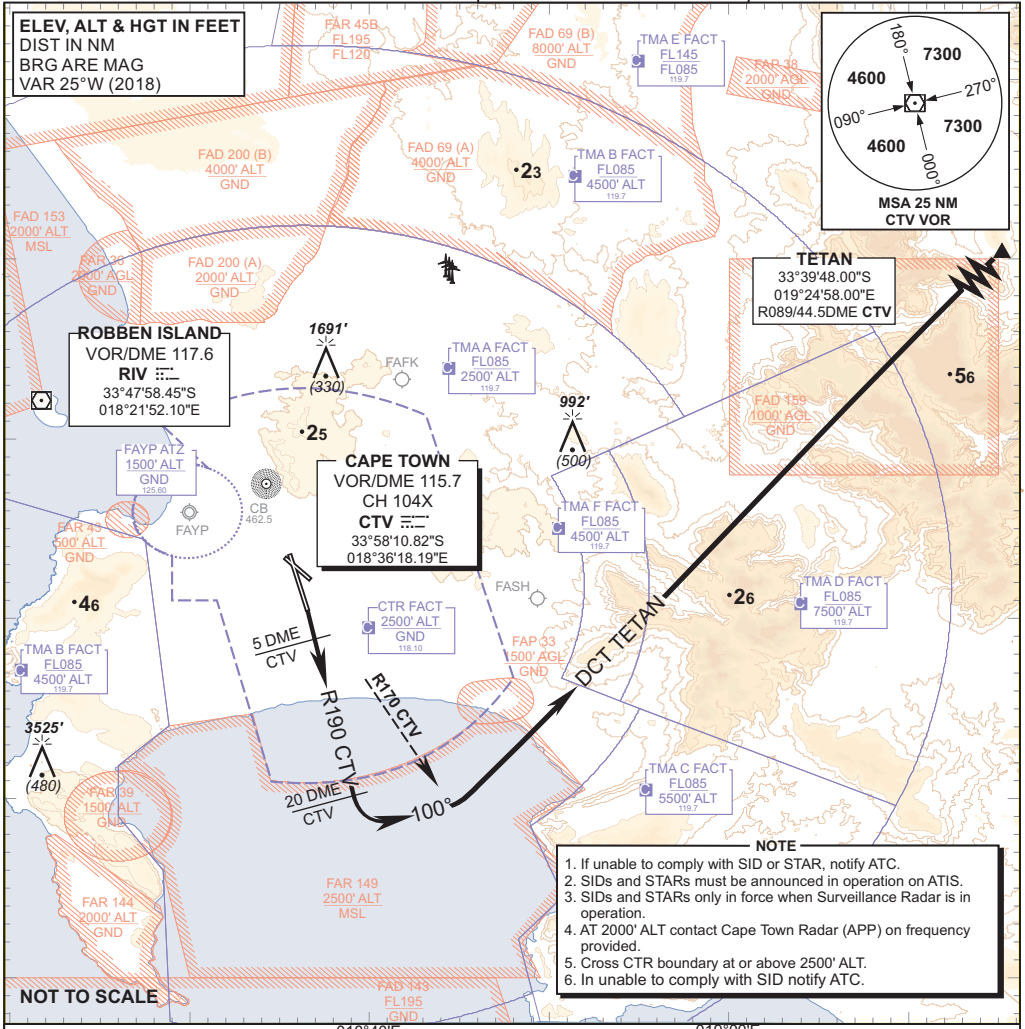 ELEV, ALT & HGT IN FEET
DIST IN NM
BRG ARE MAG
VAR 25°W (2018)
FAR 45B
FL195
FL120
FAD 69 (B)
8000' ALT
GND
TMA E FACT
C FL145
FL085
119.7
FAP 38
2000' AGL
GND
180°
7300
4600
270°
090°
7300
4600
000°
MSA 25 NM
CTV VOR
FAD 200 (B)
4000' ALT
GND
FAD 69 (A)
4000' ALT
GND
•23
TMA B FACT
C FL085
4500' ALT
119.7
FAD 153
2000' ALT
MSL
GND
FAD 200 (A)
2000' ALT
GND
TETAN
33°39'48.00"S
019°24'58.00"E
R089/44.5DME CTV
ROBBEN ISLAND
VOR/DME 117.6
RIV
33°47'58.45"S
018°21'52.10"E
1691'
(330)
FAFK
TMA A FACT
C FL085
2500' ALT
119.7
•56
992'
(500)
FAD 159
1000' AGL
GND
•25
FAYP ATZ
1500' ALT
GND
125.60
CAPE TOWN
VOR/DME 115.7
CH 104X
CTV
33°58'10.82"S
018°36'18.19"E
CB
462.5
FAYP
FAR 43
500' ALT
GND
TMA F FACT
C FL085
4500' ALT
119.7
FASH
•46
•26
TMA D FACT
C FL085
7500' ALT
119.7
CTR FACT
C 2500' ALT
GND
118.10
5 DME
CTV
FAP 33
500' AGL
GND
DCT TETAN
TMA B FACT
C FL085
4500' ALT
119.7
R190 CTV
R170 CTV
3525'
(480)
FAR 39
1500' ALT
GND
20 DME
CTV
100°
TMA C FACT
C FL085
5500' ALT
119.7
FAR 149
2500' ALT
MSL
FAR 144
2000' ALT
GND
NOTE
1. If unable to comply with SID or STAR, notify ATC.
2. SIDs and STARs must be announced in operation on ATIS.
3. SIDs and STARs only in force when Surveillance Radar is in
operation.
4. AT 2000' ALT contact Cape Town Radar (APP) on frequency
provided.
5. Cross CTR boundary at or above 2500' ALT.
6. In unable to comply with SID notify ATC.
NOT TO SCALE
FAD 143
FL195
GND